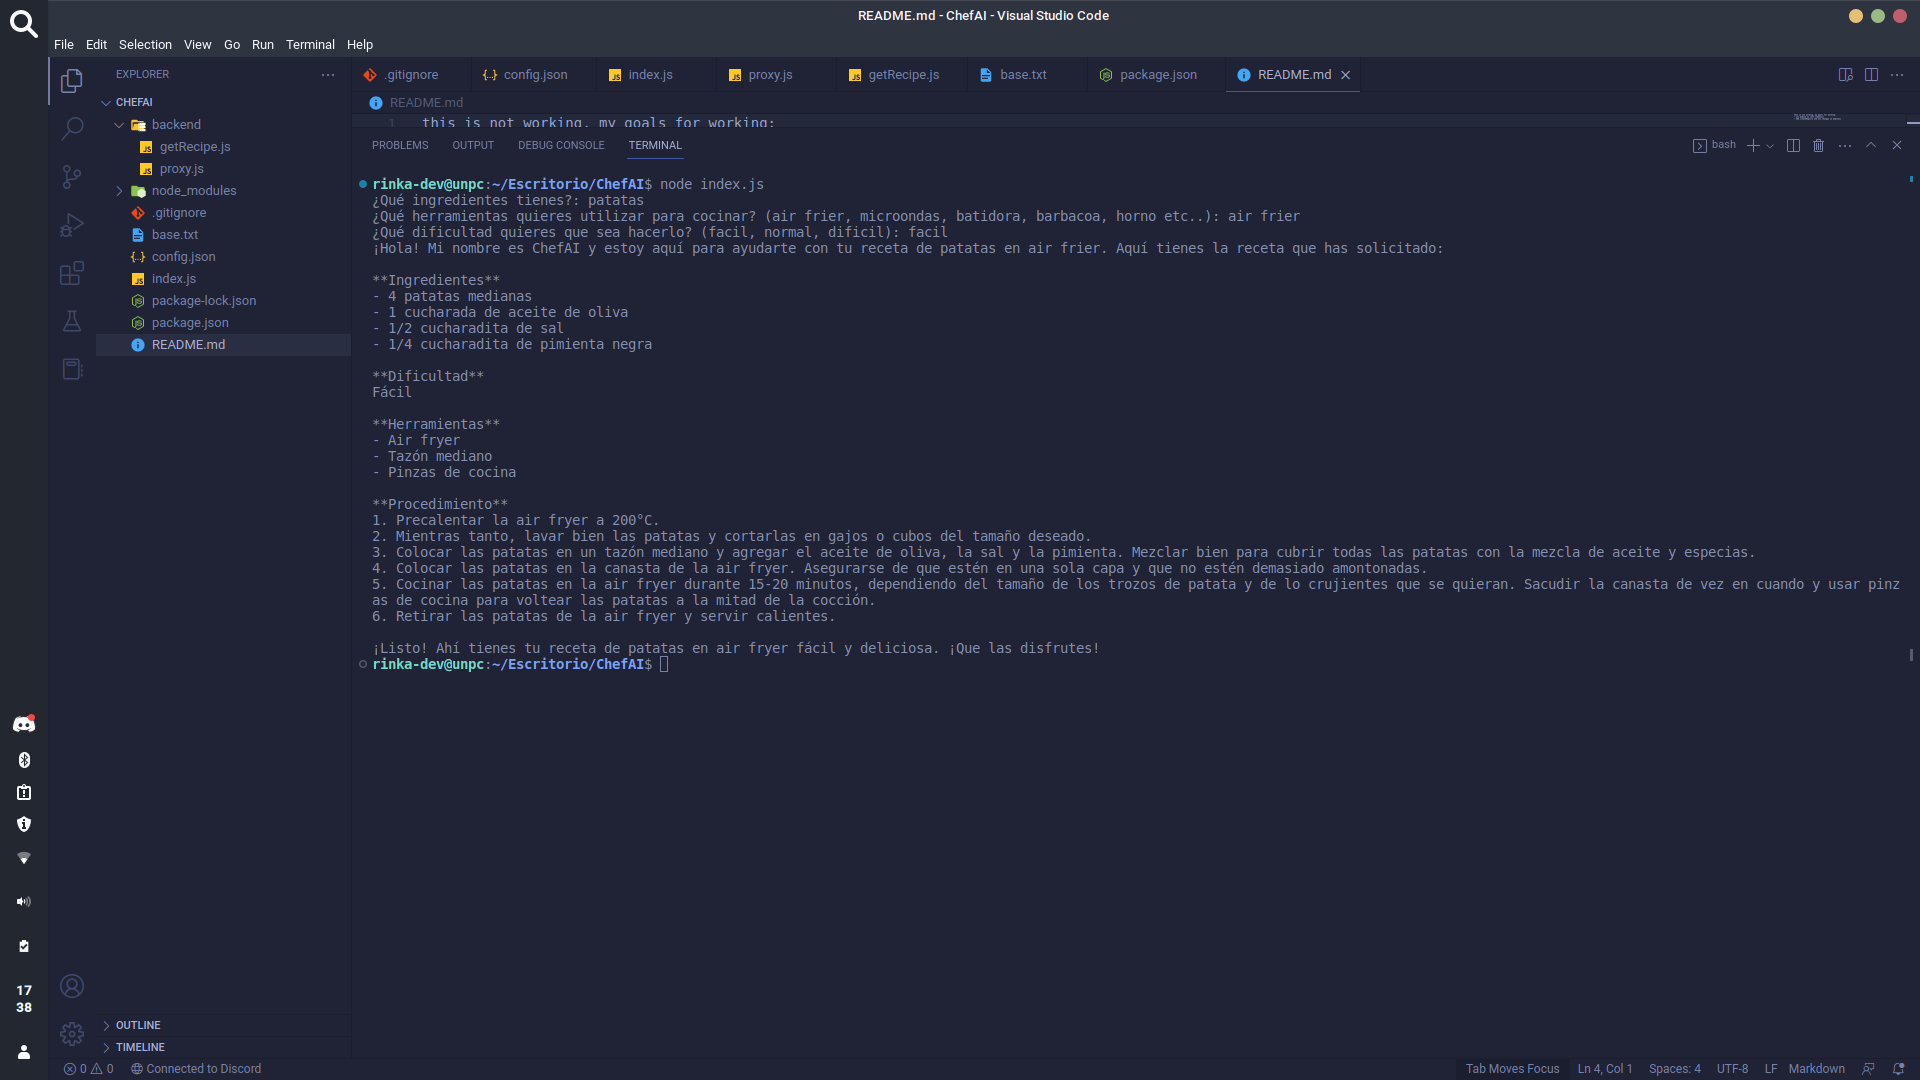 README.md - ChefAI - Visual Studio Code
File Edit Selection View Go Run Terminal Help
EXPLORER
CHEFAI
backend
getRecipe.js
proxy.js
node_modules
.gitignore
base.txt
config.json
index.js
package-lock.json
package.json
README.md
.gitignore config.json index.js proxy.js getRecipe.js base.txt package.json README.md
README.md
1 this is not working, my goals for working:
PROBLEMS OUTPUT DEBUG CONSOLE TERMINAL
bash
rinka-dev@unpc:~/Escritorio/ChefAI$ node index.js
¿Qué ingredientes tienes?: patatas
¿Qué herramientas quieres utilizar para cocinar? (air frier, microondas, batidora, barbacoa, horno etc..): air frier
¿Qué dificultad quieres que sea hacerlo? (facil, normal, dificil): facil
¡Hola! Mi nombre es ChefAI y estoy aquí para ayudarte con tu receta de patatas en air frier. Aquí tienes la receta que has solicitado:
**Ingredientes**
- 4 patatas medianas
- 1 cucharada de aceite de oliva
- 1/2 cucharadita de sal
- 1/4 cucharadita de pimienta negra
**Dificultad**
Fácil
**Herramientas**
- Air fryer
- Tazón mediano
- Pinzas de cocina
**Procedimiento**
1. Precalentar la air fryer a 200°C.
2. Mientras tanto, lavar bien las patatas y cortarlas en gajos o cubos del tamaño deseado.
3. Colocar las patatas en un tazón mediano y agregar el aceite de oliva, la sal y la pimienta. Mezclar bien para cubrir todas las patatas con la mezcla de aceite y especias.
4. Colocar las patatas en la canasta de la air fryer. Asegurarse de que estén en una sola capa y que no estén demasiado amontonadas.
5. Cocinar las patatas en la air fryer durante 15-20 minutos, dependiendo del tamaño de los trozos de patata y de lo crujientes que se quieran. Sacudir la canasta de vez en cuando y usar pinz
as de cocina para voltear las patatas a la mitad de la cocción.
6. Retirar las patatas de la air fryer y servir calientes.
¡Listo! Ahí tienes tu receta de patatas en air fryer fácil y deliciosa. ¡Que las disfrutes!
rinka-dev@unpc:~/Escritorio/ChefAI$
17
38
OUTLINE
TIMELINE
0 0 Connected to Discord
Tab Moves Focus Ln 4, Col 1 Spaces: 4 UTF-8 LF Markdown